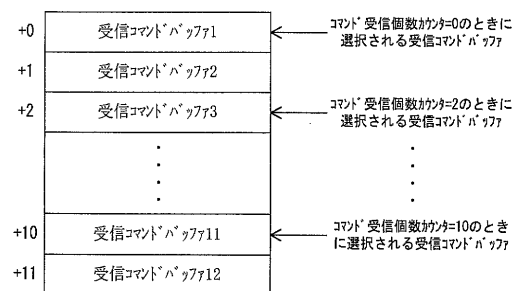 +0
受信ｺﾏﾝﾄﾞﾊﾞｯﾌｧ1
ｺﾏﾝﾄﾞ受信個数ｶｳﾝﾀ=0のときに
選択される受信ｺﾏﾝﾄﾞﾊﾞｯﾌｧ
+1
受信ｺﾏﾝﾄﾞﾊﾞｯﾌｧ2
+2
受信ｺﾏﾝﾄﾞﾊﾞｯﾌｧ3
ｺﾏﾝﾄﾞ受信個数ｶｳﾝﾀ=2のときに
選択される受信ｺﾏﾝﾄﾞﾊﾞｯﾌｧ
+10
受信ｺﾏﾝﾄﾞﾊﾞｯﾌｧ11
ｺﾏﾝﾄﾞ受信個数ｶｳﾝﾀ=10のとき
に選択される受信ｺﾏﾝﾄﾞﾊﾞｯﾌｧ
+11
受信ｺﾏﾝﾄﾞﾊﾞｯﾌｧ12